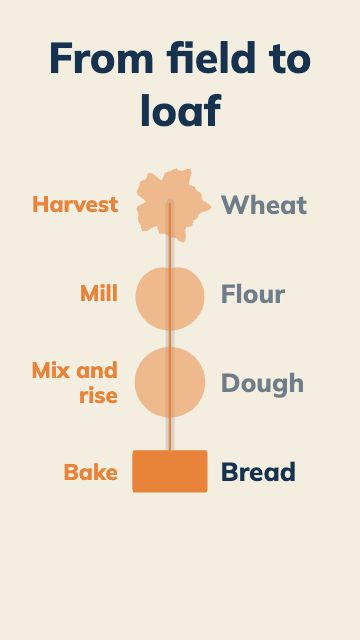 From field to
loaf
Harvest
Wheat
Mill
Flour
Mix and
rise
Dough
Bake
Bread